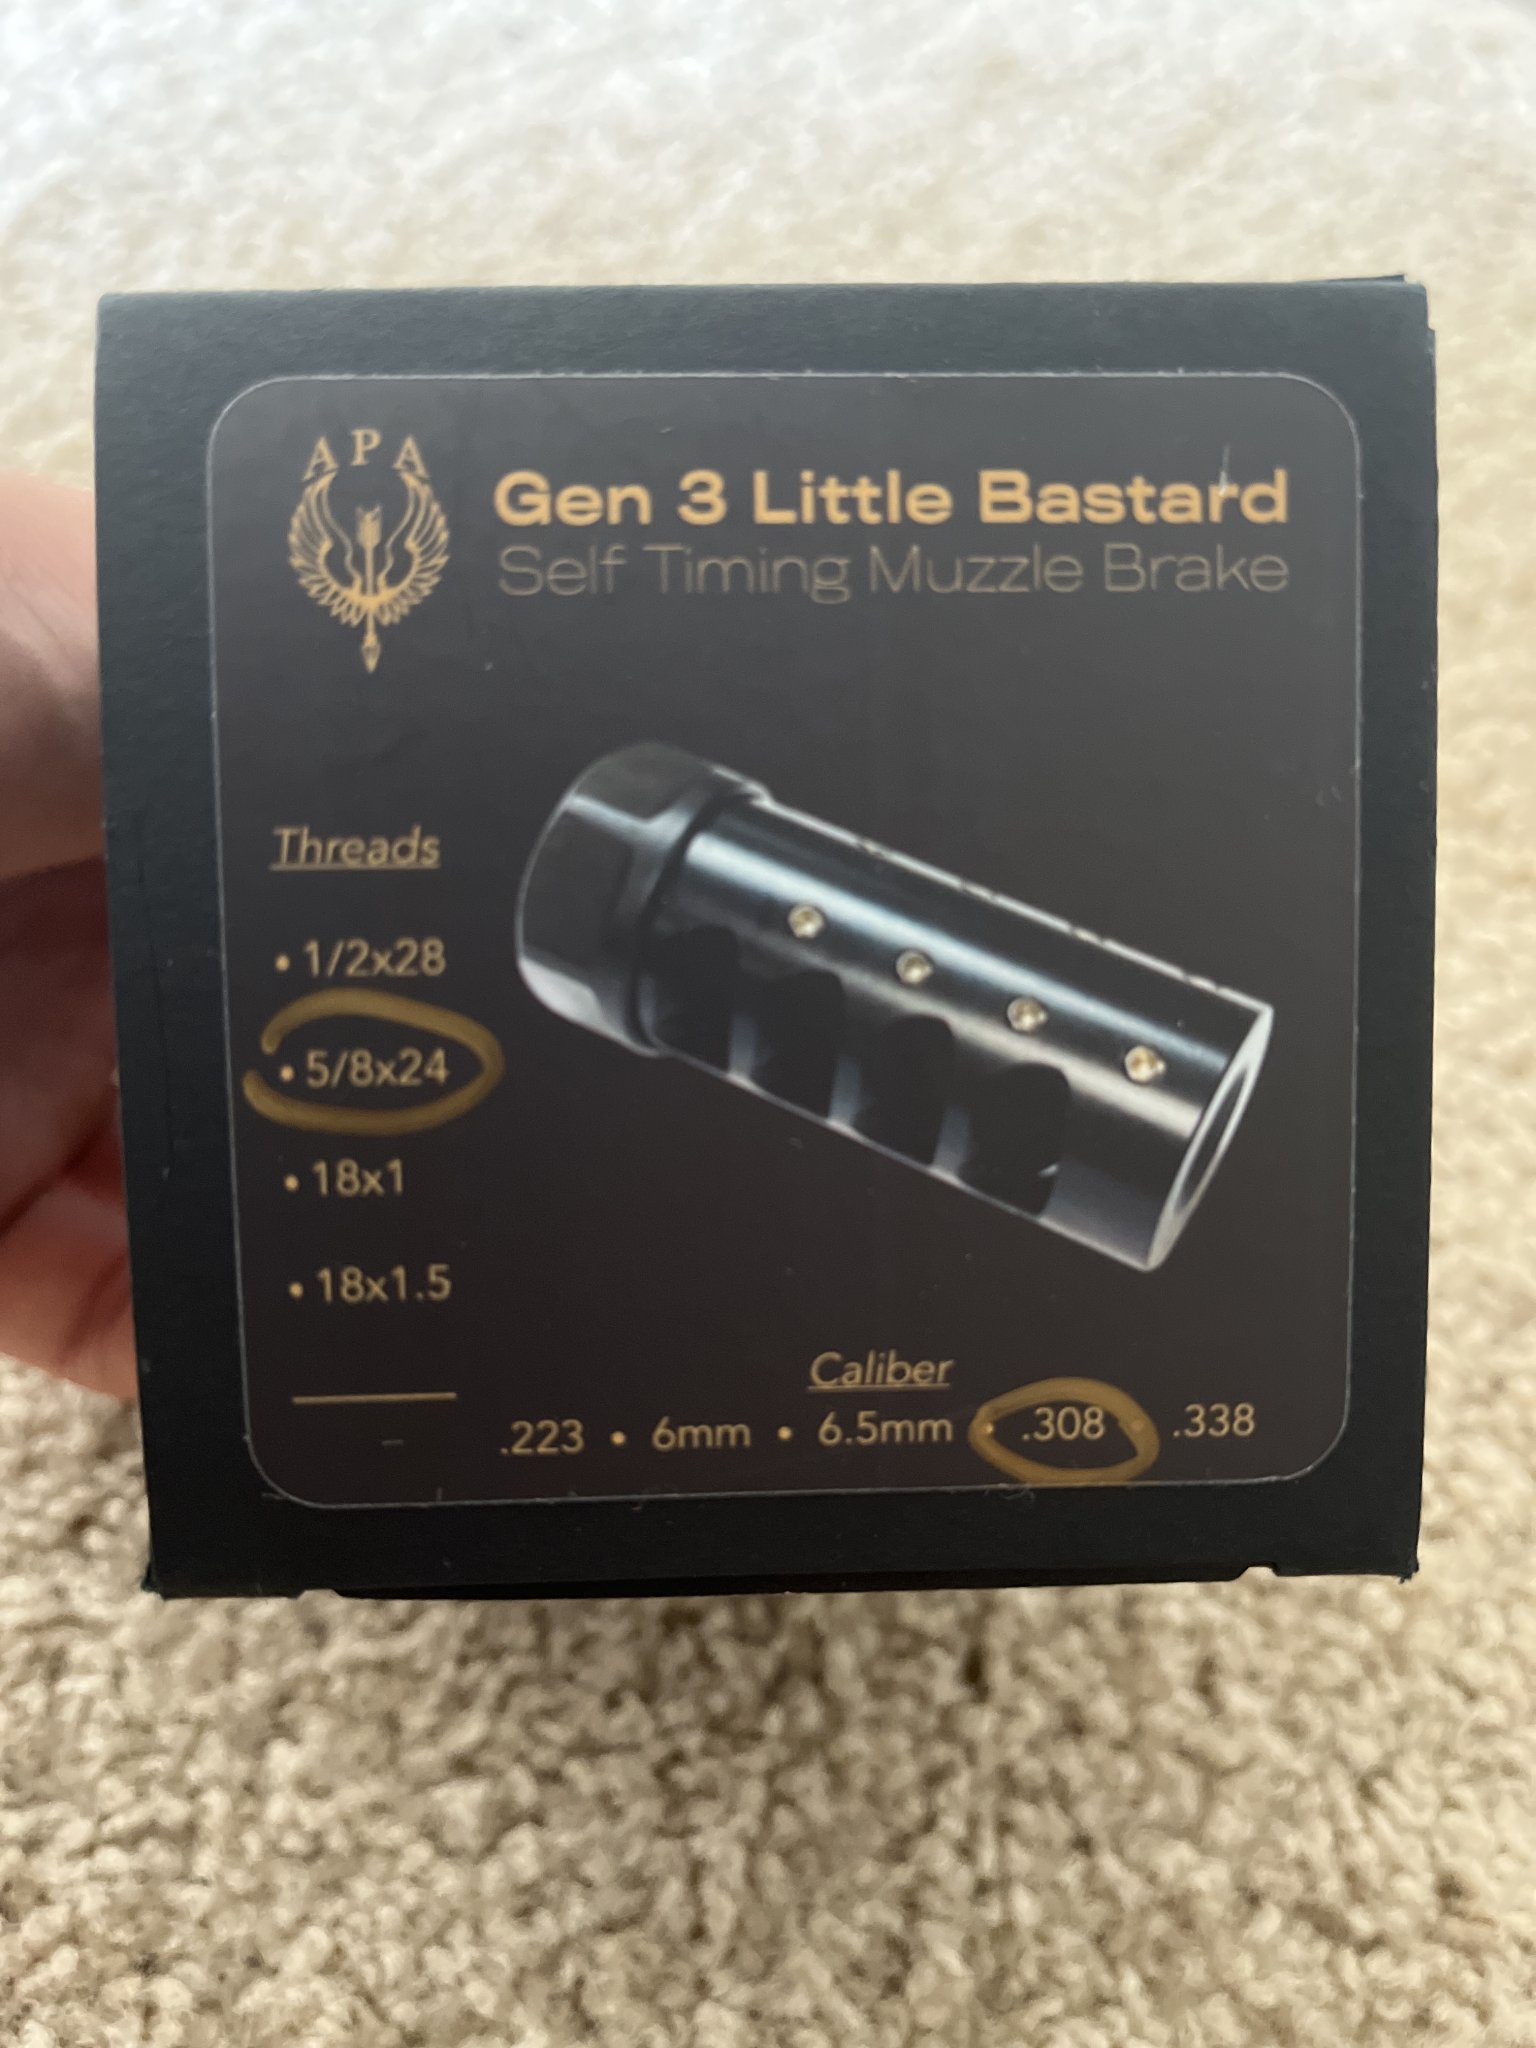 APA
Gen 3 Little Bastard
Self Timing Muzzle Brake
Threads
• 1/2x28
• 5/8x24
• 18x1
• 18x1.5
Caliber
.223 • 6mm • 6.5mm • .308 • .338